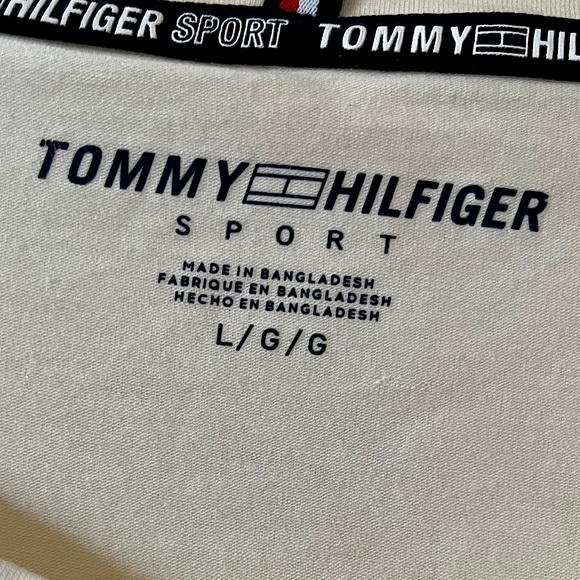 HILFIGER SPORT TOMMY HIL
TOMMY HILFIGER
SPORT
MADE IN BANGLADESH
FABRIQUE EN BANGLADESH
HECHO EN BANGLADESH
L/G/G